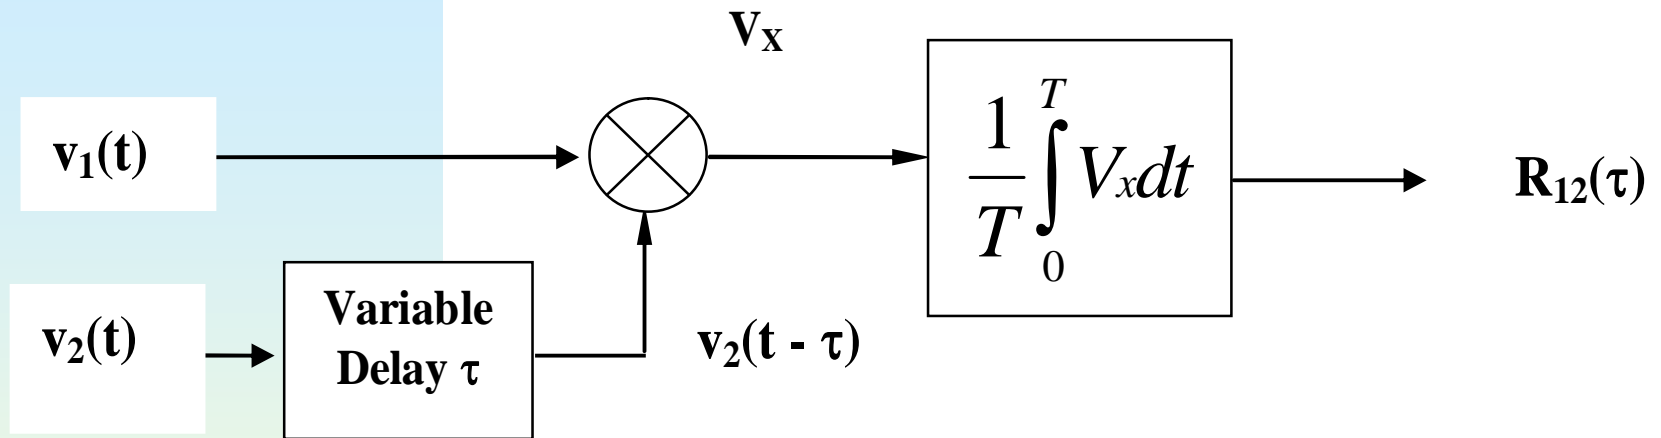 Vₓ
v₁(t)
1/T ∫₀ᵀ Vₓdt
R₁₂(τ)
v₂(t)
Variable
Delay τ
v₂(t - τ)